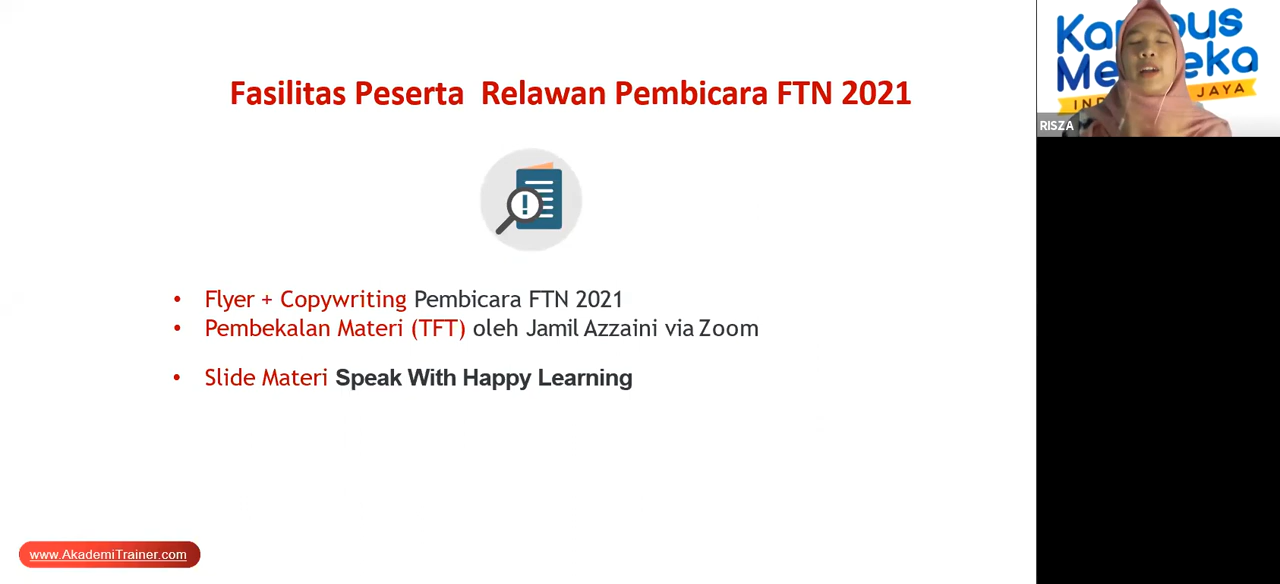 Fasilitas Peserta Relawan Pembicara FTN 2021
• Flyer + Copywriting Pembicara FTN 2021
• Pembekalan Materi (TFT) oleh Jamil Azzaini via Zoom
• Slide Materi Speak With Happy Learning
www.AkademiTrainer.com
RISZA
JAYA